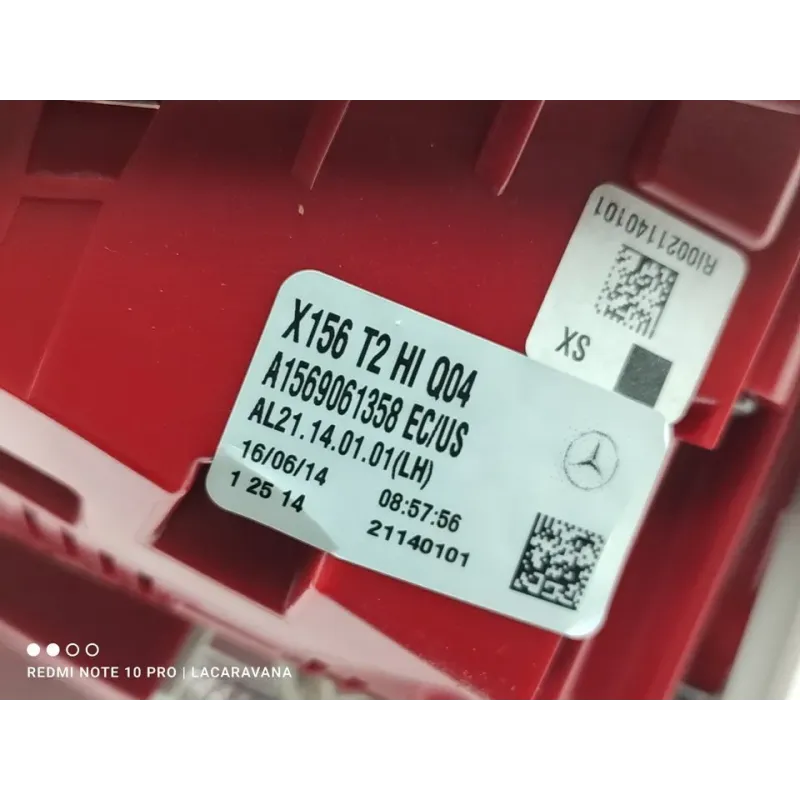 X156 T2 HI Q04
A1569061358 EC/US
AL21.14.01.01(LH)
16/06/14 08:57:56
1 25 14 21140101
RI0021140101
SX
REDMI NOTE 10 PRO | LACARAVANA